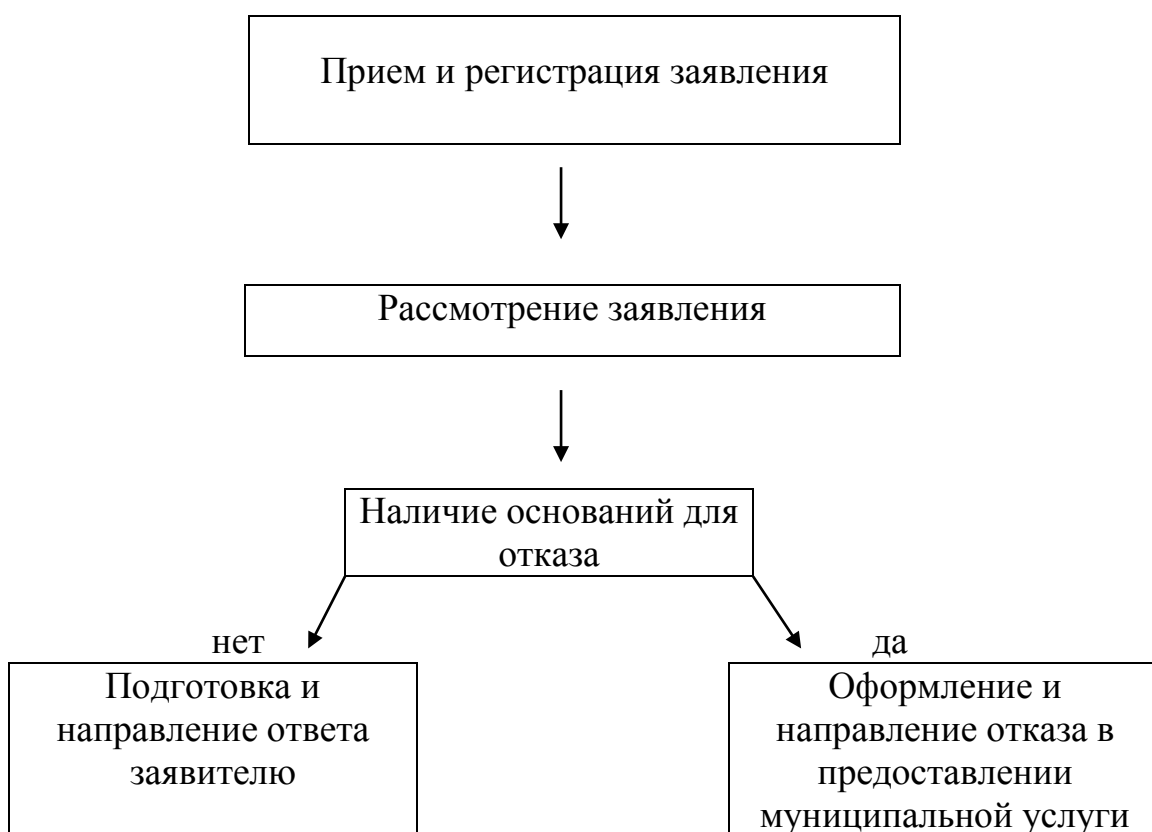 Прием и регистрация заявления
Рассмотрение заявления
Наличие оснований для
отказа
нет
да
Подготовка и
направление ответа
заявителю
Оформление и
направление отказа в
предоставлении
муниципальной услуги